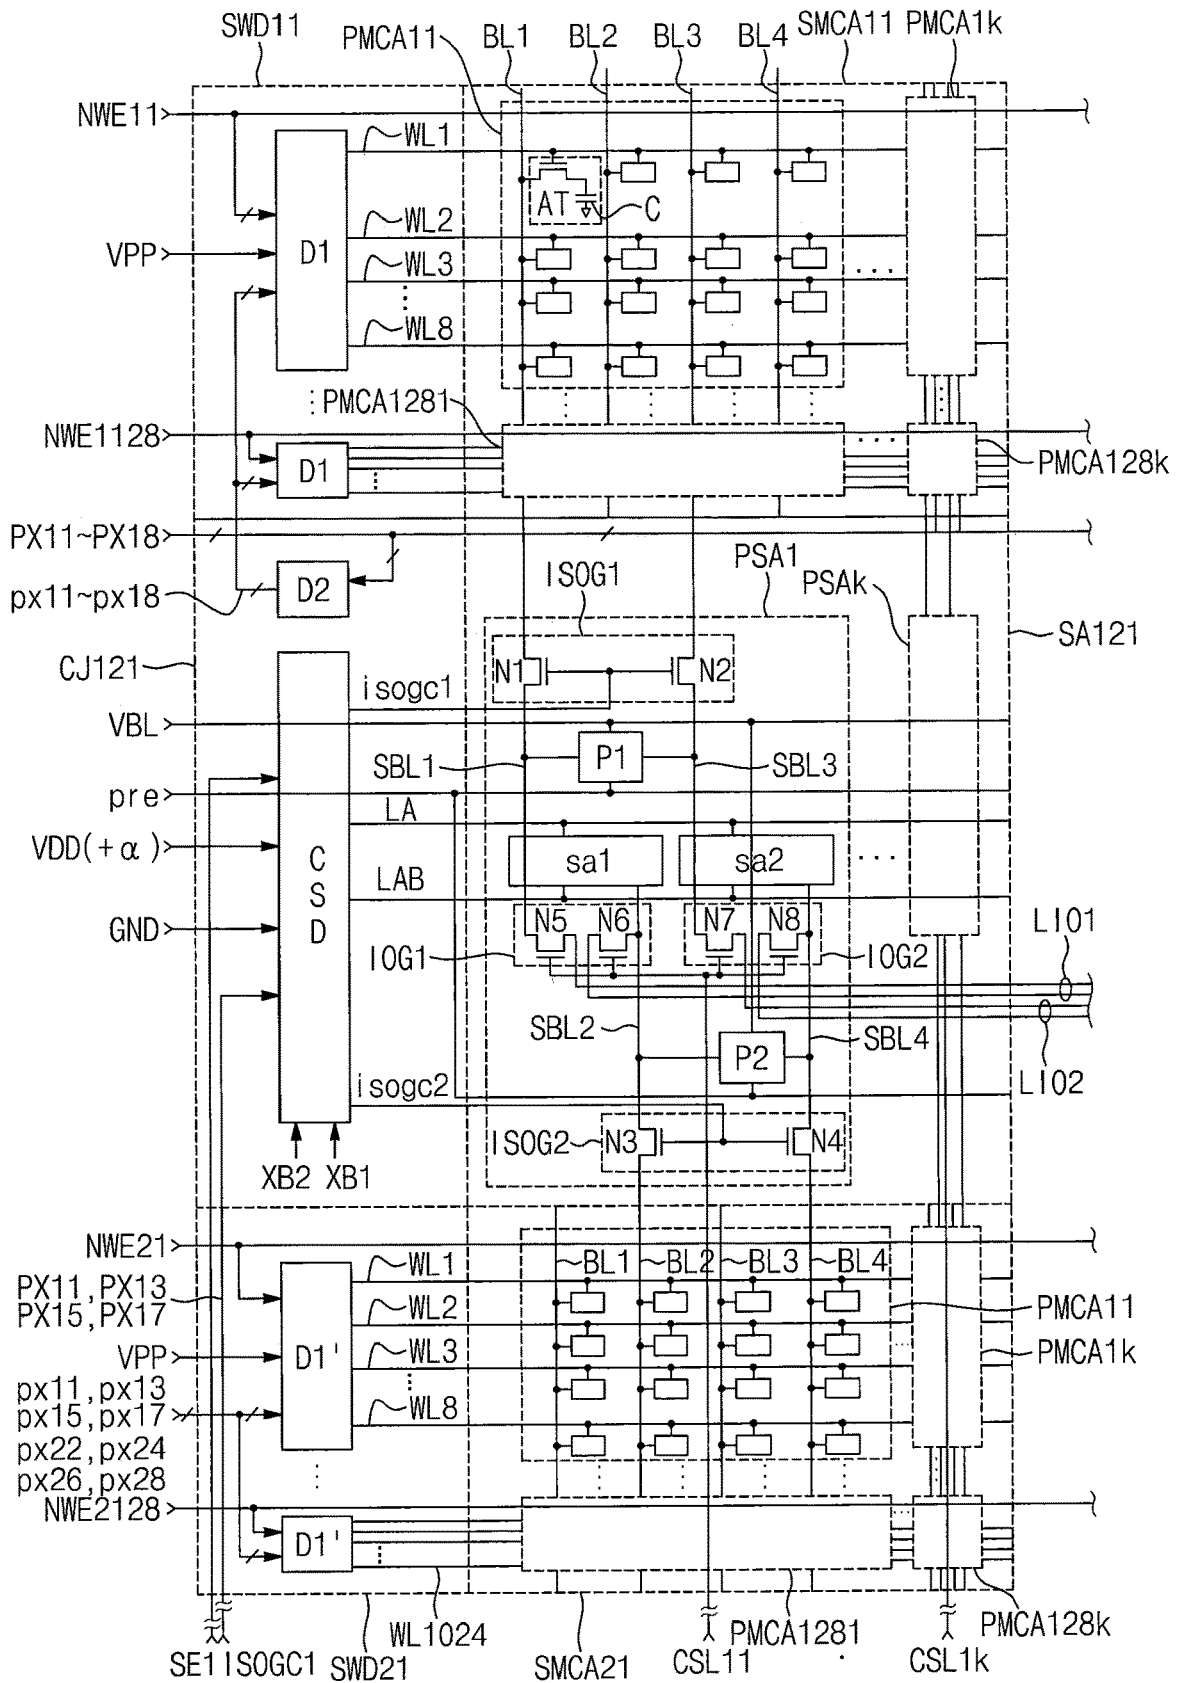 SWD11
PMCA11
BL1
BL2
BL3
BL4
SMCA11
PMCA1k
NWE11
WL1
AT
C
WL2
D1
VPP
WL3
WL8
PMCA1281
NWE1128
D1
PMCA128k
PX11~PX18
px11~px18
D2
ISOG1
PSA1
PSAk
SA121
CJ121
N1
N2
isogc1
VBL
P1
SBL1
SBL3
pre
LA
VDD(+α)
CSD
sa1
sa2
LAB
GND
N5
N6
N7
N8
IOG1
IOG2
LIO1
SBL2
SBL4
P2
LIO2
isogc2
ISOG2
N3
N4
XB2
XB1
NWE21
WL1
BL1
BL2
BL3
BL4
PX11,PX13
PX15,PX17
WL2
PMCA11
VPP
D1'
WL3
PMCA1k
px11,px13
px15,px17
WL8
px22,px24
px26,px28
NWE2128
D1'
SE11
ISOGC1
SWD21
WL1024
SMCA21
CSL11
PMCA1281
CSL1k
PMCA128k